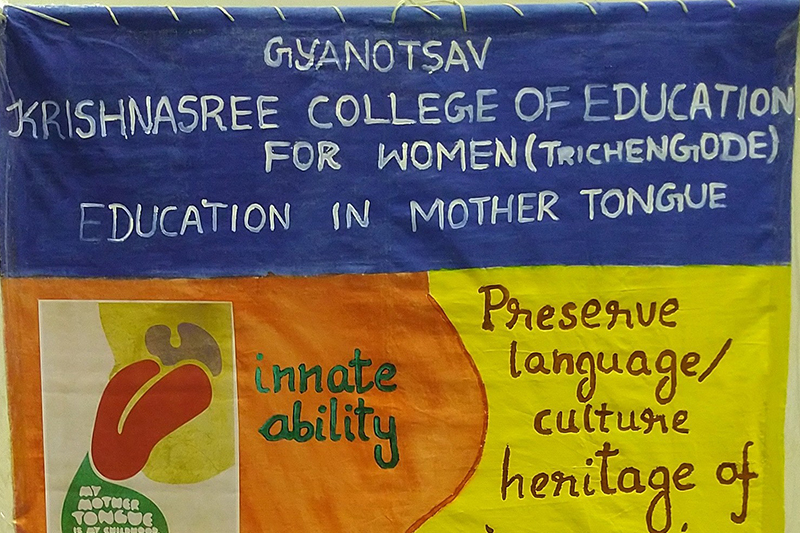 GYANOTSAV
KRISHNASREE COLLEGE OF EDUCATION
FOR WOMEN (TRICHENGODE)
EDUCATION IN MOTHER TONGUE
innate
ability
Preserve
language/
culture
heritage of
MY
MOTHER
TONGUE
IS MY CHILDHOOD